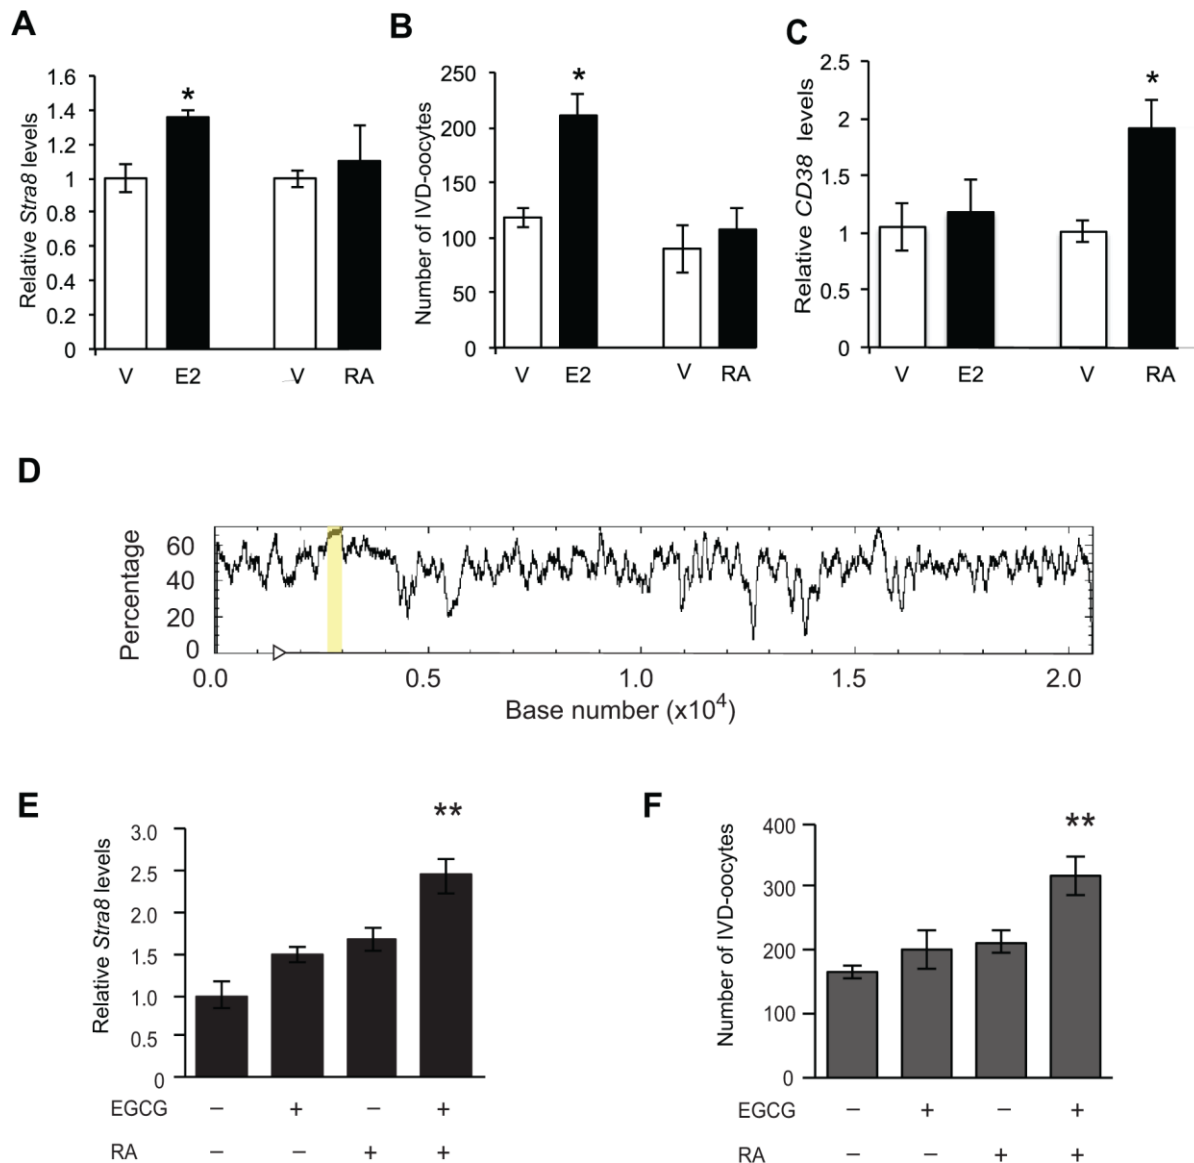 A
Relative Stra8 levels
1.6
1.4
1.2
1
0.8
0.6
0.4
0.2
0
*
V E2 V RA
B
Number of IVD-oocytes
250
200
150
100
50
0
*
V E2 V RA
C
Relative CD38 levels
2.5
2
1.5
1
0.5
0
*
V E2 V RA
D
Percentage
60
40
20
0
0.0 0.5 1.0 1.5 2.0
Base number (x10⁴)
E
Relative Stra8 levels
3.0
2.5
2.0
1.5
1.0
0.5
0
**
EGCG − + − +
RA − − + +
F
Number of IVD-oocytes
400
300
200
100
0
**
EGCG − + − +
RA − − + +